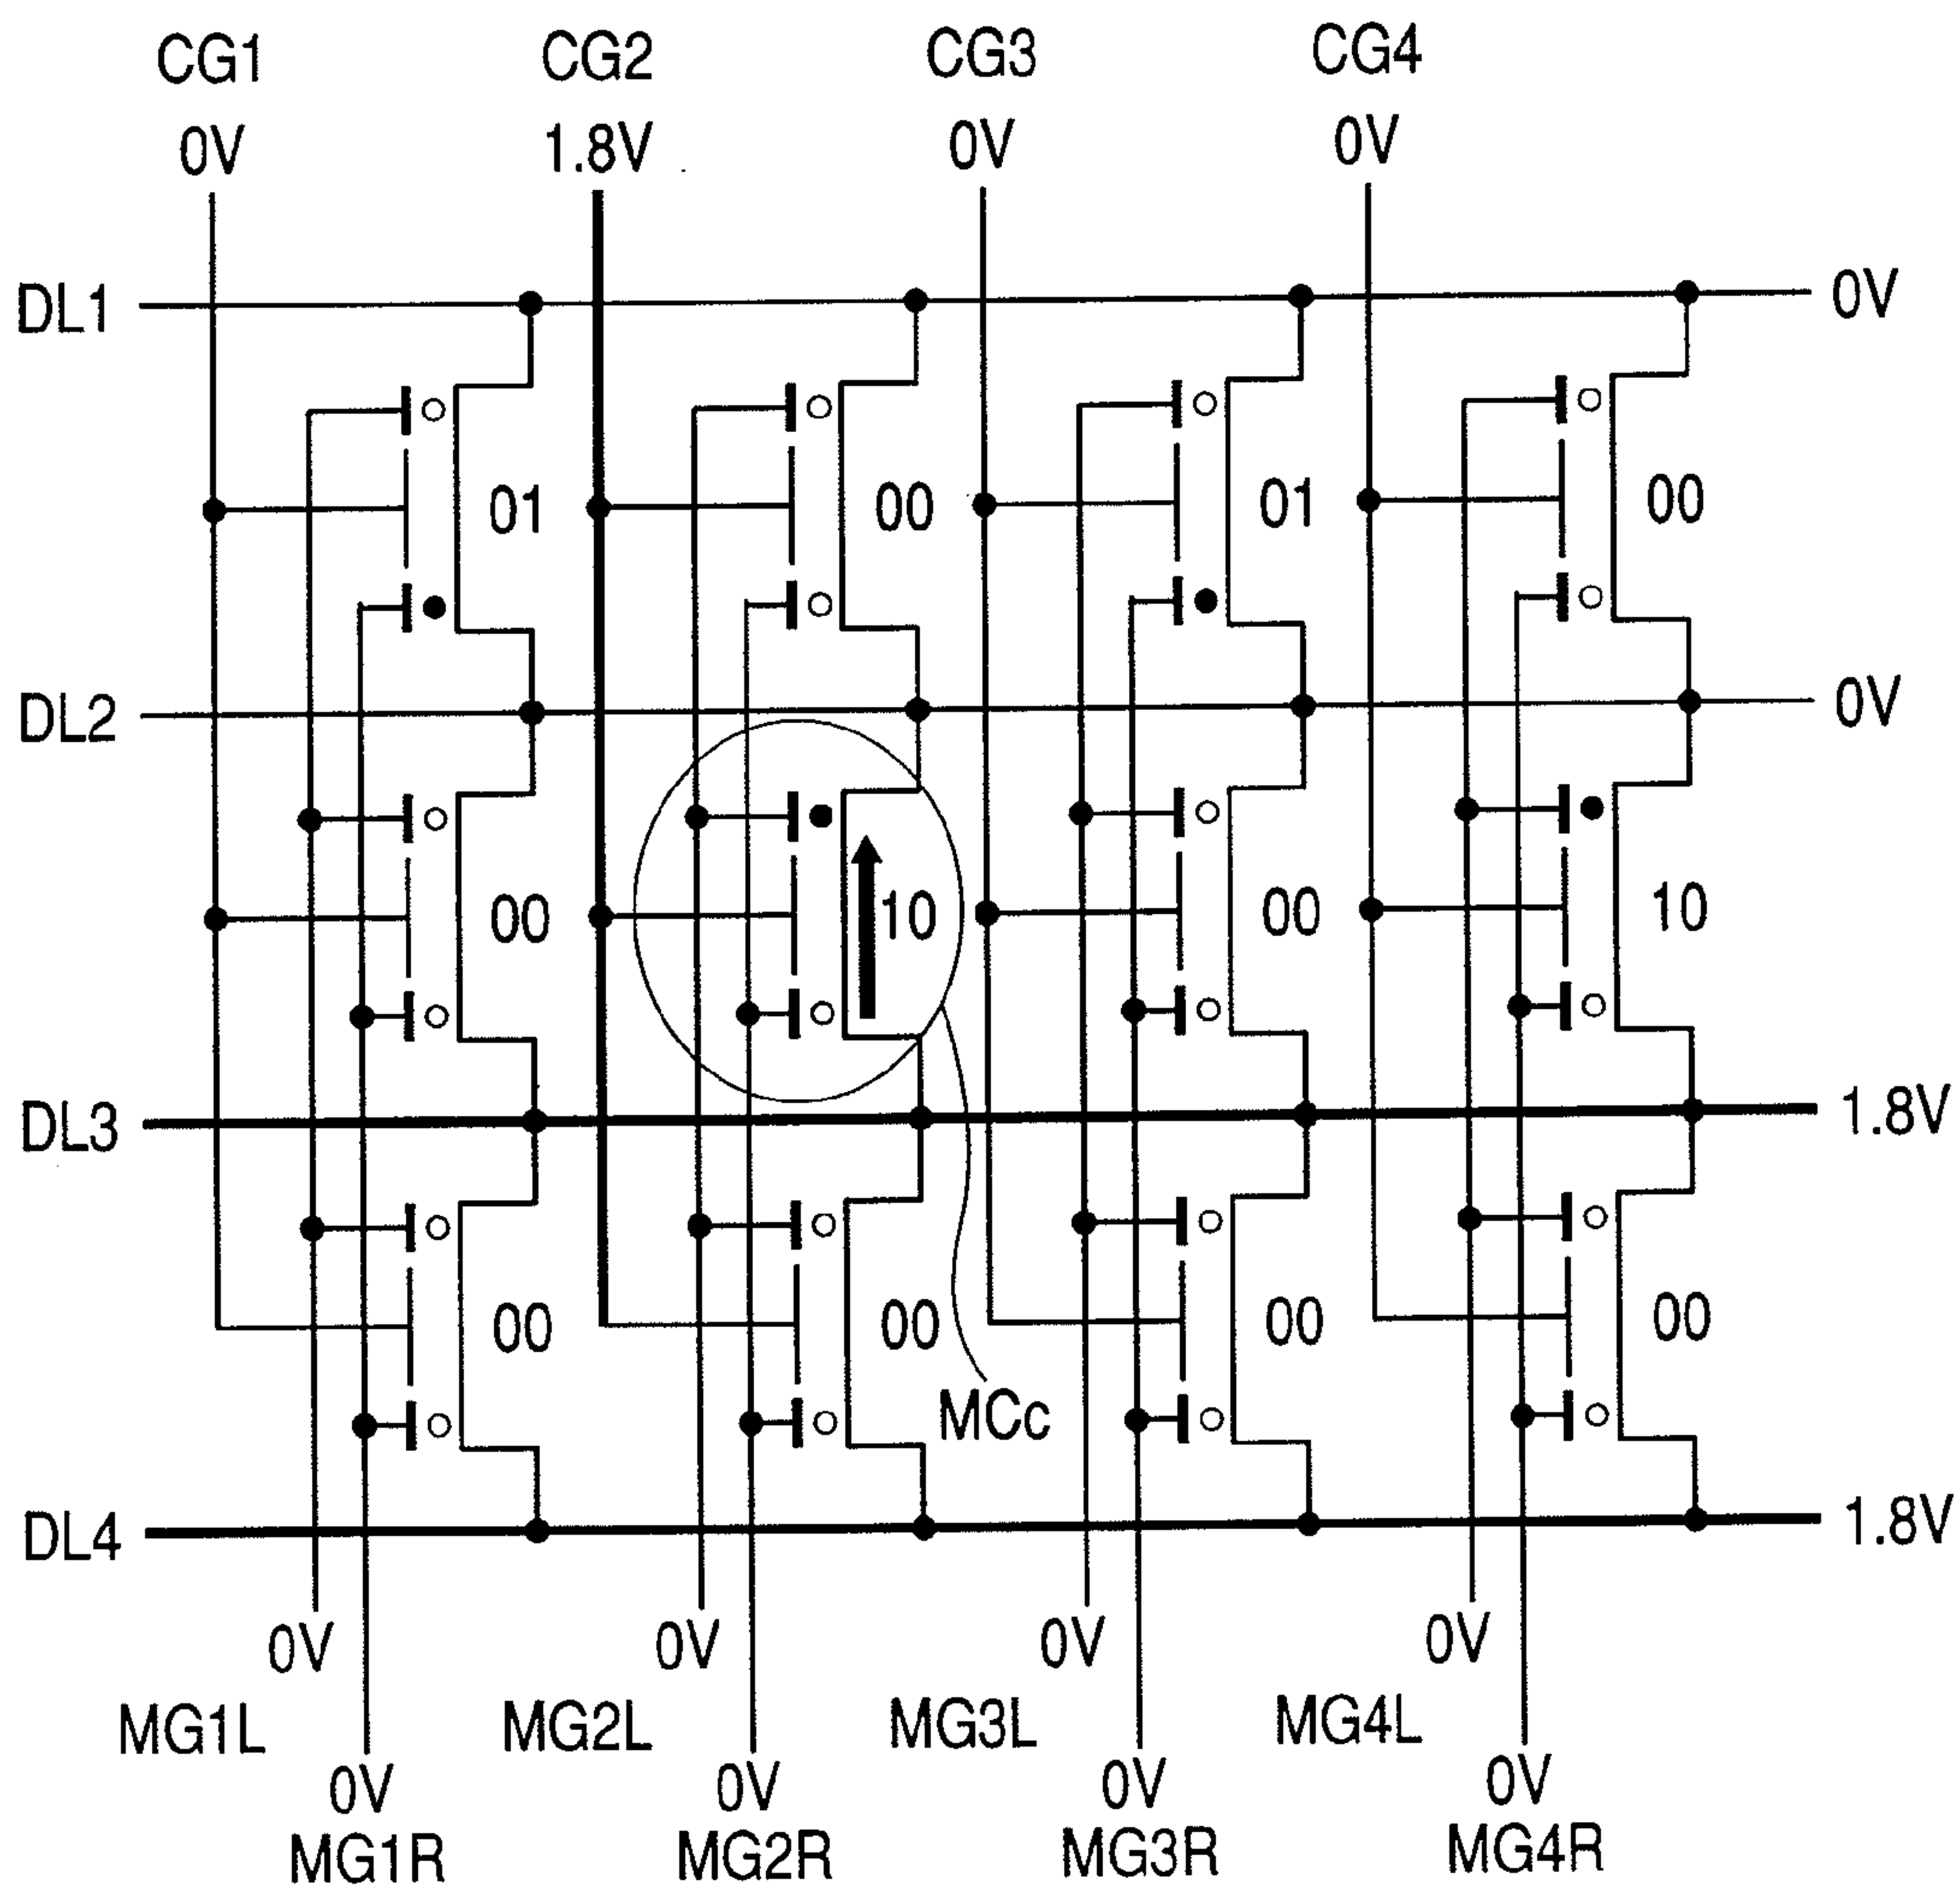 CG1 CG2 CG3 CG4
0V 1.8V 0V 0V
DL1 0V
01 00 01 00
DL2 0V
00 10 00 10
DL3 1.8V
00 00 00 00
MCc
DL4 1.8V
0V 0V 0V 0V
MG1L MG2L MG3L MG4L
0V 0V 0V 0V
MG1R MG2R MG3R MG4R